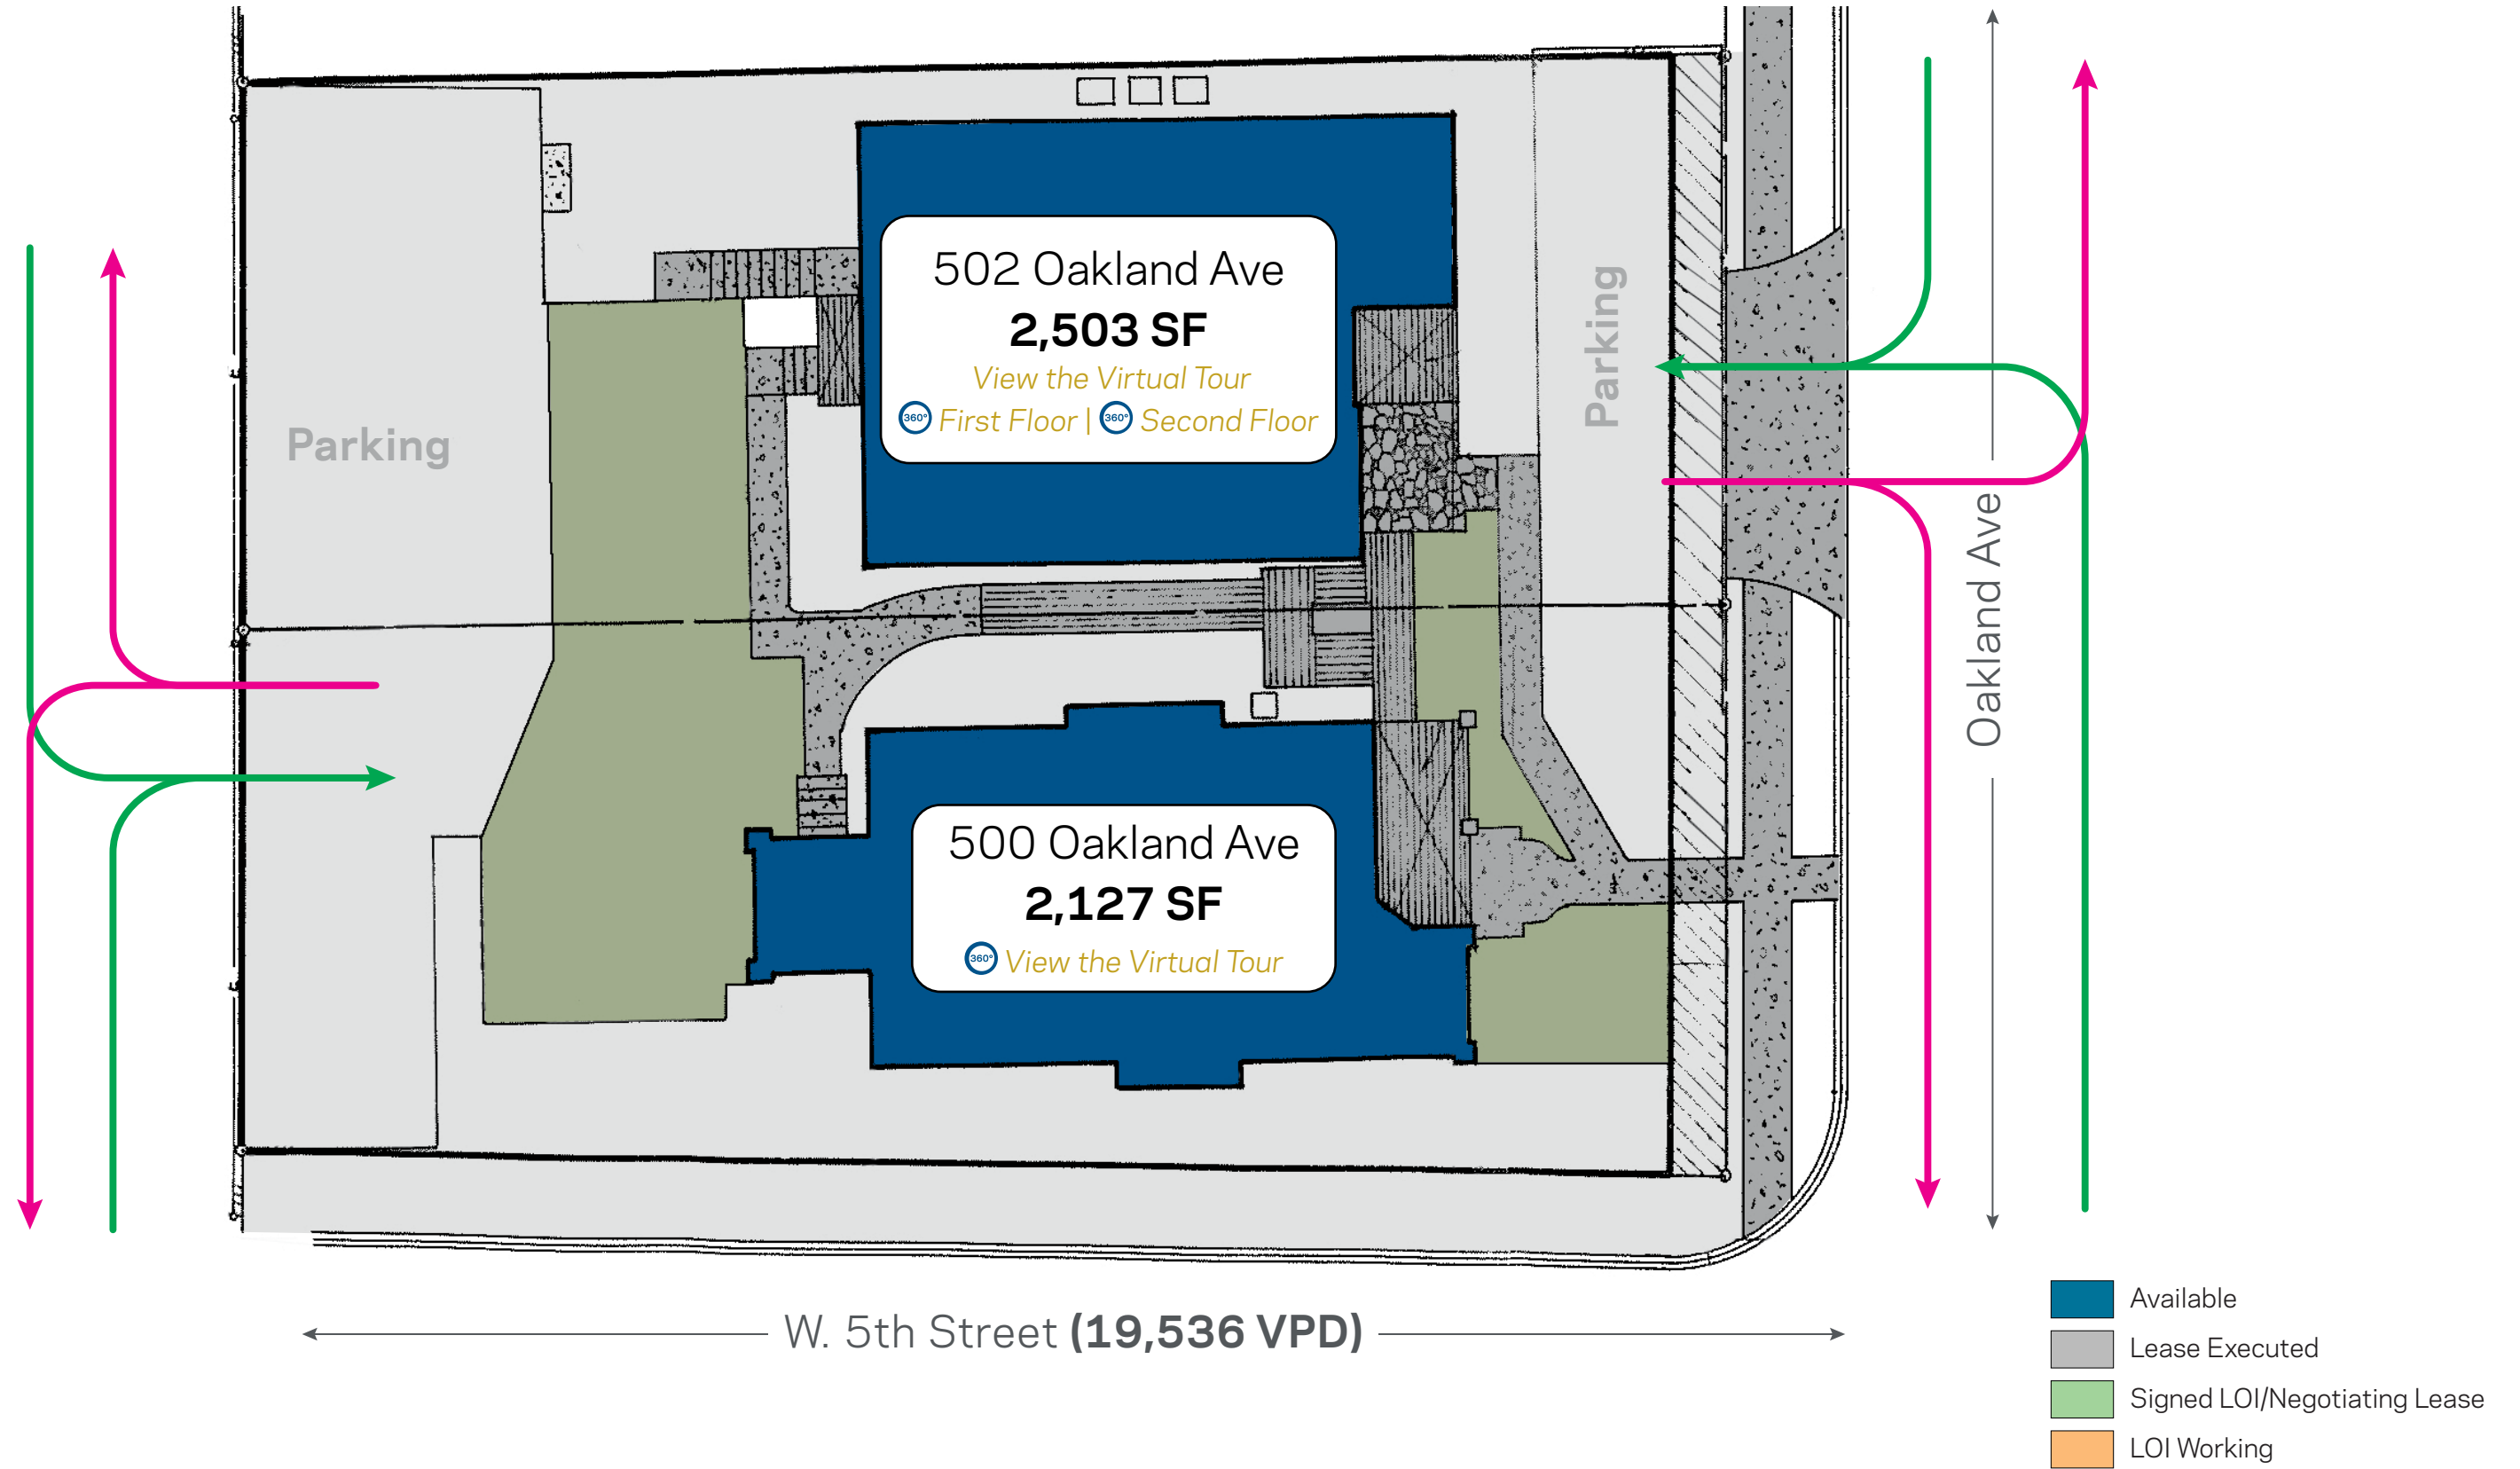 502 Oakland Ave
2,503 SF
View the Virtual Tour
360° First Floor | 360° Second Floor
Parking
Parking
Oakland Ave
500 Oakland Ave
2,127 SF
360° View the Virtual Tour
W. 5th Street (19,536 VPD)
Available
Lease Executed
Signed LOI/Negotiating Lease
LOI Working